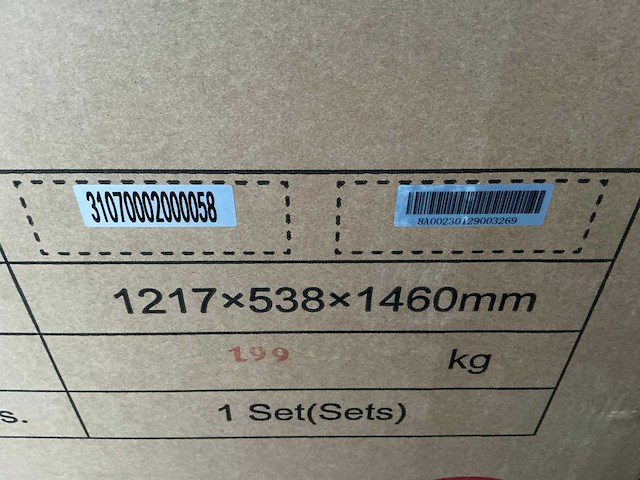 31070002000058
8A00230129003269
1217×538×1460mm
199 kg
s.
1 Set(Sets)